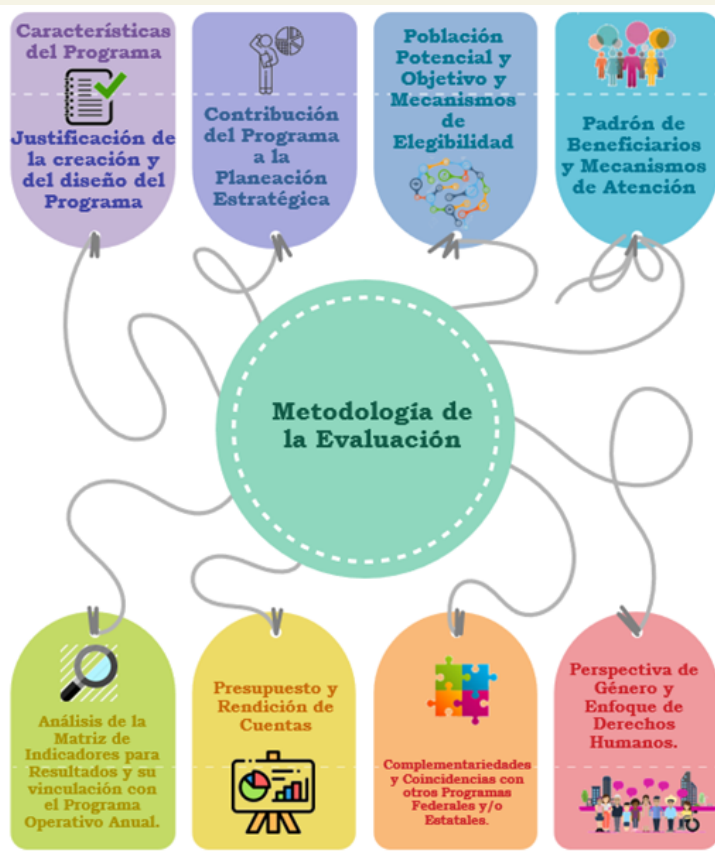 Características
del Programa
Justificación de
la creación y
del diseño del
Programa
Contribución
del Programa
a la
Planeación
Estratégica
Población
Potencial y
Objetivo y
Mecanismos
de
Elegibilidad
Padrón de
Beneficiarios
y Mecanismos
de Atención
Metodología de
la Evaluación
Análisis de la
Matriz de
Indicadores para
Resultados y su
vinculación con
el Programa
Operativo Anual.
Presupuesto y
Rendición de
Cuentas
Complementariedades
y Coincidencias con
otros Programas
Federales y/o
Estatales.
Perspectiva de
Género y
Enfoque de
Derechos
Humanos.